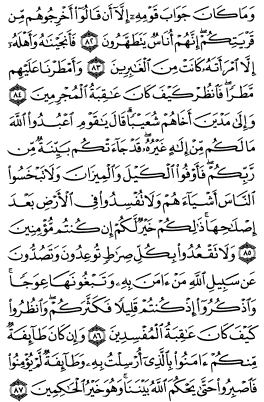 وَمَا كَانَ جَوَابَ قَوْمِهِۦٓ إِلَّآ أَن قَالُوٓا۟ أَخْرِجُوهُم مِّن
قَرْيَتِكُمْ ۖ إِنَّهُمْ أُنَاسٌ يَتَطَهَّرُونَ ٨٢ فَأَنجَيْنَـٰهُ وَأَهْلَهُۥٓ
إِلَّا ٱمْرَأَتَهُۥ كَانَتْ مِنَ ٱلْغَـٰبِرِينَ ٨٣ وَأَمْطَرْنَا عَلَيْهِم
مَّطَرًا ۖ فَٱنظُرْ كَيْفَ كَانَ عَـٰقِبَةُ ٱلْمُجْرِمِينَ ٨٤
وَإِلَىٰ مَدْيَنَ أَخَاهُمْ شُعَيْبًا ۗ قَالَ يَـٰقَوْمِ ٱعْبُدُوا۟ ٱللَّهَ
مَا لَكُم مِّنْ إِلَـٰهٍ غَيْرُهُۥ ۖ قَدْ جَآءَتْكُم بَيِّنَةٌ مِّن
رَّبِّكُمْ ۖ فَأَوْفُوا۟ ٱلْكَيْلَ وَٱلْمِيزَانَ وَلَا تَبْخَسُوا۟
ٱلنَّاسَ أَشْيَآءَهُمْ وَلَا تُفْسِدُوا۟ فِى ٱلْأَرْضِ بَعْدَ
إِصْلَـٰحِهَا ۚ ذَٰلِكُمْ خَيْرٌ لَّكُمْ إِن كُنتُم مُّؤْمِنِينَ
٨٥ وَلَا تَقْعُدُوا۟ بِكُلِّ صِرَٰطٍ تُوعِدُونَ وَتَصُدُّونَ
عَن سَبِيلِ ٱللَّهِ مَنْ ءَامَنَ بِهِۦ وَتَبْغُونَهَا عِوَجًا ۚ
وَٱذْكُرُوٓا۟ إِذْ كُنتُمْ قَلِيلًا فَكَثَّرَكُمْ ۖ وَٱنظُرُوا۟
كَيْفَ كَانَ عَـٰقِبَةُ ٱلْمُفْسِدِينَ ٨٦ وَإِن كَانَ طَآئِفَةٌ
مِّنكُمْ ءَامَنُوا۟ بِٱلَّذِىٓ أُرْسِلْتُ بِهِۦ وَطَآئِفَةٌ لَّمْ يُؤْمِنُوا۟
فَٱصْبِرُوا۟ حَتَّىٰ يَحْكُمَ ٱللَّهُ بَيْنَنَا ۚ وَهُوَ خَيْرُ ٱلْحَـٰكِمِينَ ٨٧